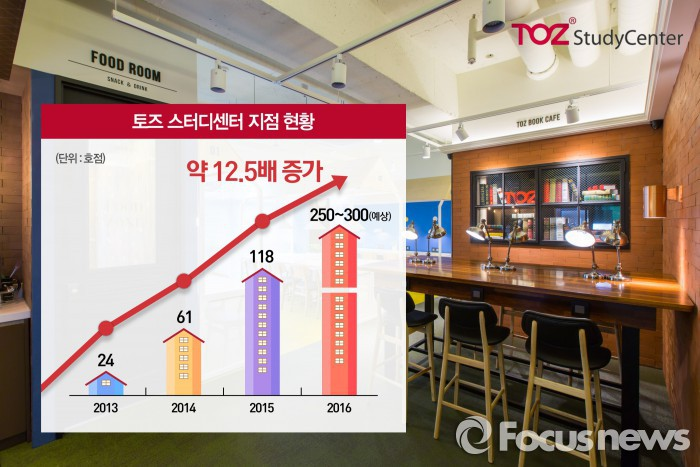 TOZ® StudyCenter
FOOD ROOM
SNACK & DRINK
TOZ BOOK CAFE
TOZ
토즈 스터디센터 지점 현황
(단위 : 호점)
약 12.5배 증가
250~300(예상)
118
61
24
2013 2014 2015 2016
Focusnews